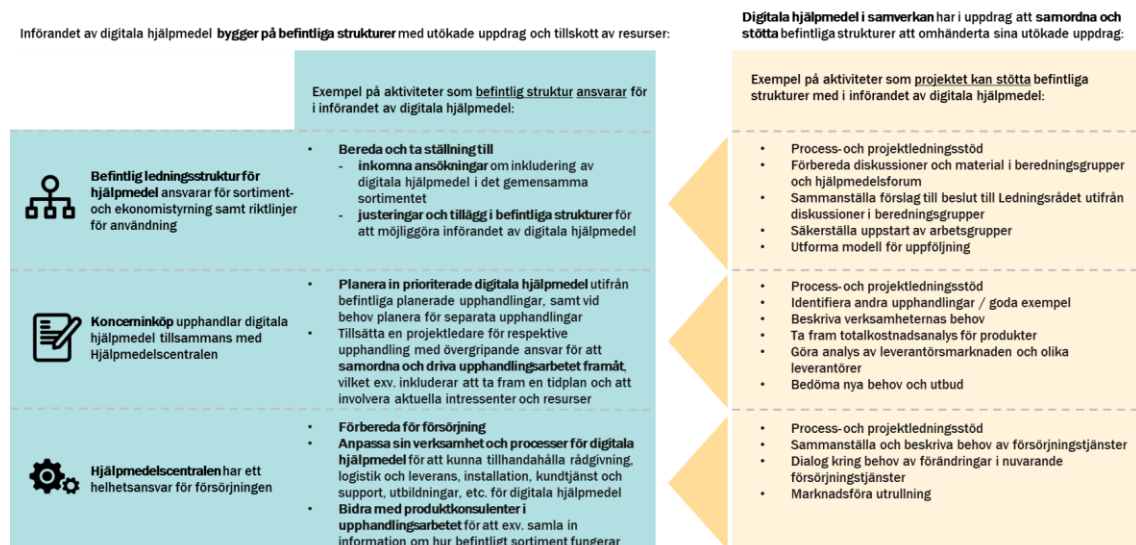 Införandet av digitala hjälpmedel bygger på befintliga strukturer med utökade uppdrag och tillskott av resurser:
Digitala hjälpmedel i samverkan har i uppdrag att samordna och
stötta befintliga strukturer att omhänderta sina utökade uppdrag:
Exempel på aktiviteter som befintlig struktur ansvarar för
i införandet av digitala hjälpmedel:
Exempel på aktiviteter som projektet kan stötta befintliga
strukturer med i införandet av digitala hjälpmedel:
Befintlig ledningsstruktur för
hjälpmedel ansvarar för sortiment-
och ekonomistyrning samt riktlinjer
för användning
• Bereda och ta ställning till
- inkomna ansökningar om inkludering av
digitala hjälpmedel i det gemensamma
sortimentet
- justeringar och tillägg i befintliga strukturer för
att möjliggöra införandet av digitala hjälpmedel
• Process- och projektledningsstöd
• Förbereda diskussioner och material i beredningsgrupper
och hjälpmedelsforum
• Sammanställa förslag till beslut till Ledningsrådet utifrån
diskussioner i beredningsgrupper
• Säkerställa uppstart av arbetsgrupper
• Utforma modell för uppföljning
Koncerninköp upphandlar digitala
hjälpmedel tillsammans med
Hjälpmedelscentralen
• Planera in prioriterade digitala hjälpmedel utifrån
befintliga planerade upphandlingar, samt vid
behov planera för separata upphandlingar
• Tillsätta en projektledare för respektive
upphandling med övergripande ansvar för att
samordna och driva upphandlingsarbetet framåt,
vilket exv. inkluderar att ta fram en tidplan och att
involvera aktuella intressenter och resurser
• Process- och projektledningsstöd
• Identifiera andra upphandlingar / goda exempel
• Beskriva verksamheternas behov
• Ta fram totalkostnadsanalys för produkter
• Göra analys av leverantörsmarknaden och olika
leverantörer
• Bedöma nya behov och utbud
Hjälpmedelscentralen har ett
helhetsansvar för försörjningen
• Förbereda för försörjning
• Anpassa sin verksamhet och processer för digitala
hjälpmedel för att kunna tillhandahålla rådgivning,
logistik och leverans, installation, kundtjänst och
support, utbildningar, etc. för digitala hjälpmedel
• Bidra med produktkonsulenter i
upphandlingsarbetet för att exv. samla in
information om hur befintligt sortiment fungerar
• Process- och projektledningsstöd
• Sammanställa och beskriva behov av försörjningstjänster
• Dialog kring behov av förändringar i nuvarande
försörjningstjänster
• Marknadsföra utrullning